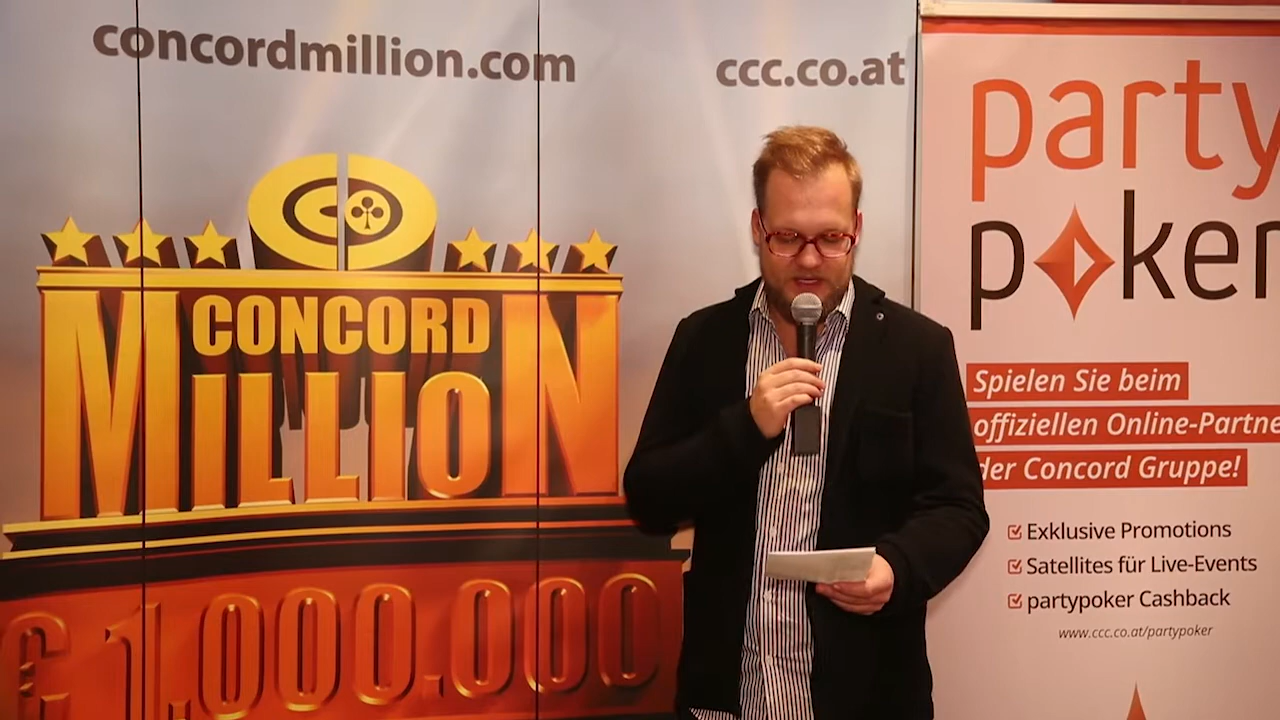 concordmillion.com
ccc.co.at
CONCORD
MILLION
€ 1.000.000
party
poker
Spielen Sie beim
offiziellen Online-Partne
der Concord Gruppe!
Exklusive Promotions
Satellites für Live-Events
partypoker Cashback
www.ccc.co.at/partypoker